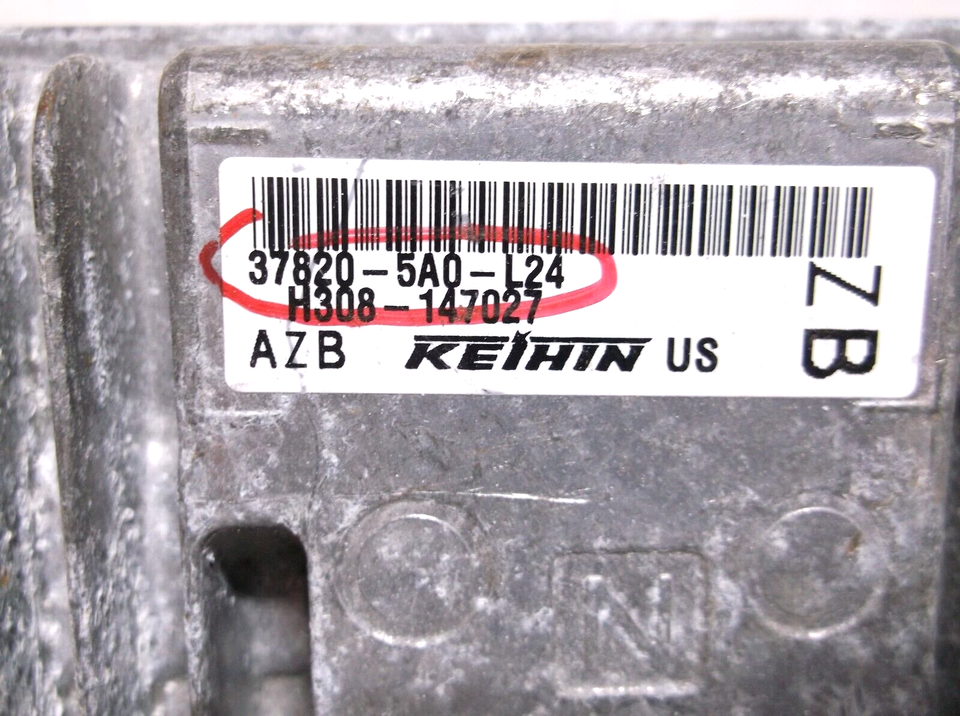 37820-5A0-L24
H308-147027
AZB KEIHIN US
ZB
N